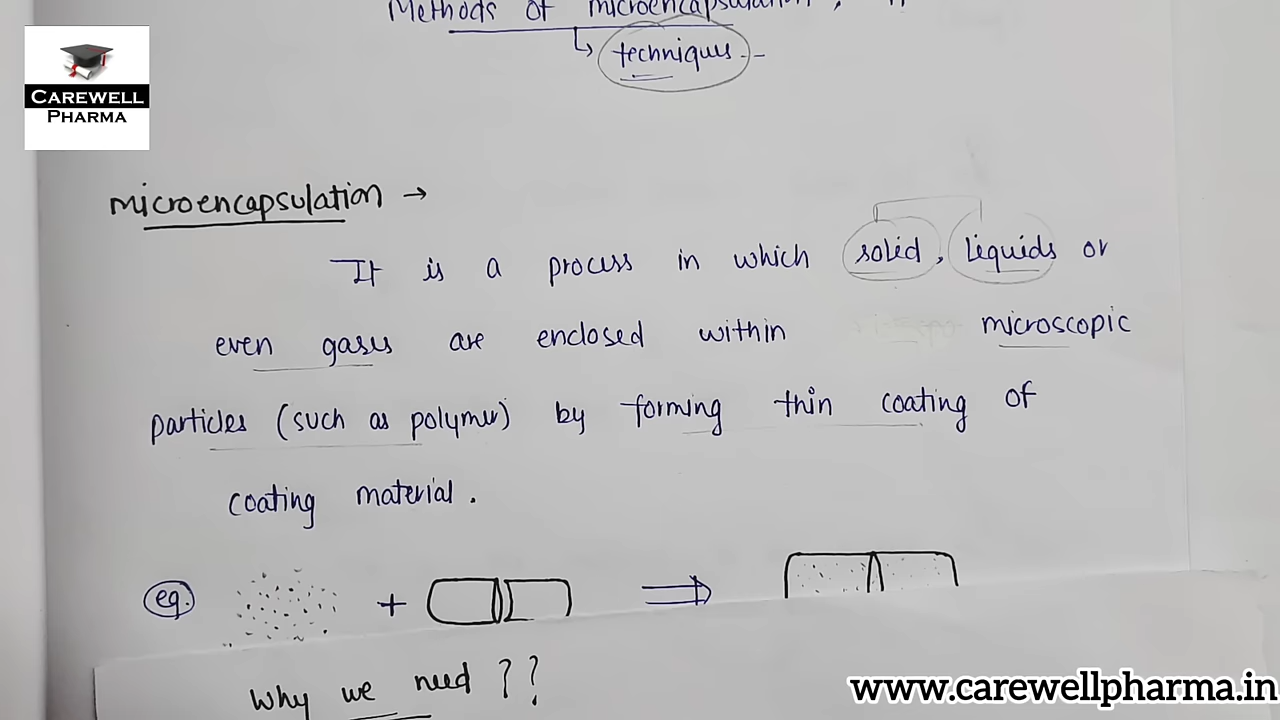 Methods of microencapsulation,
techniques --
CAREWELL
PHARMA
microencapsulation →
It is a process in which solid, liquids or
even gases are enclosed within microscopic
particles (such as polymer) by forming thin coating of
coating material.
eg. + ⇒
Why we need ??
www.carewellpharma.in